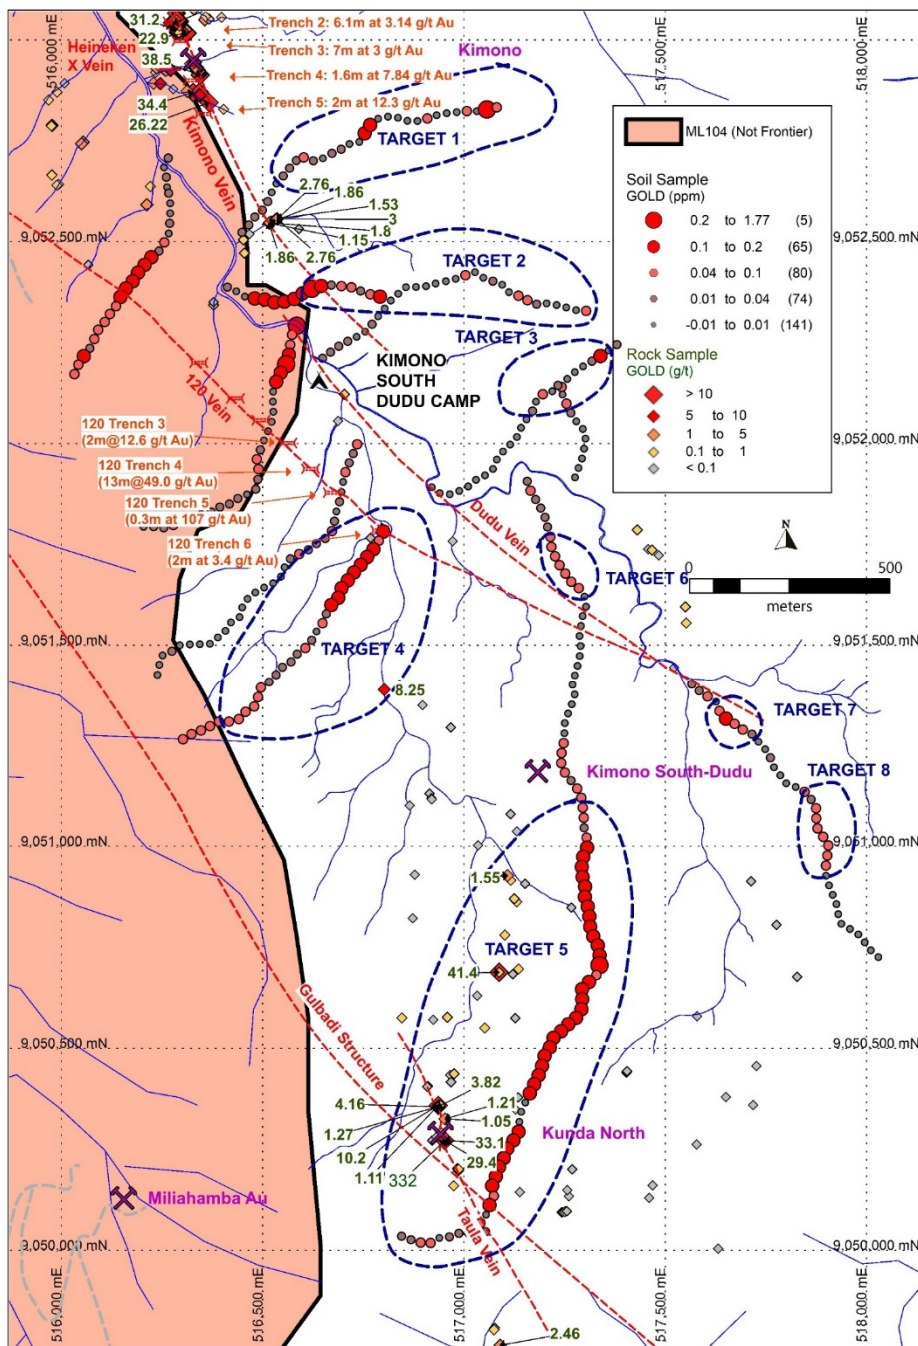 31.2
22.9
38.5
34.4
26.22
Heineken
X Vein
Trench 2: 6.1m at 3.14 g/t Au
Trench 3: 7m at 3 g/t Au
Trench 4: 1.6m at 7.84 g/t Au
Trench 5: 2m at 12.3 g/t Au
Kimono
516,000 mE
517,500 mE
518,000 mE
TARGET 1
Kimono Vein
2.76
1.86
1.53
3
1.8
1.15
2.76
1.86
9,052,500 mN
9,052,500 mN
ML104 (Not Frontier)
Soil Sample
GOLD (ppm)
0.2 to 1.77 (5)
0.1 to 0.2 (65)
0.04 to 0.1 (80)
0.01 to 0.04 (74)
-0.01 to 0.01 (141)
Rock Sample
GOLD (g/t)
> 10
5 to 10
1 to 5
0.1 to 1
< 0.1
TARGET 2
TARGET 3
KIMONO
SOUTH
DUDU CAMP
120 Vein
120 Trench 3
(2m@12.6 g/t Au)
120 Trench 4
(13m@49.0 g/t Au)
120 Trench 5
(0.3m at 107 g/t Au)
120 Trench 6
(2m at 3.4 g/t Au)
9,052,000 mN
9,052,000 mN
Dudu Vein
N
0
500
meters
TARGET 6
TARGET 4
9,051,500 mN
9,051,500 mN
8.25
TARGET 7
Kimono South-Dudu
TARGET 8
9,051,000 mN
9,051,000 mN
1.55
TARGET 5
41.4
Gulbadi Structure
9,050,500 mN
9,050,500 mN
3.82
4.16
1.21
1.05
1.27
33.1
10.2
29.4
1.11
332
Kunda North
Miliahamba Au
Taula Vein
9,050,000 mN
9,050,000 mN
516,000 mE
516,500 mE
517,000 mE
517,500 mE
518,000 mE
2.46